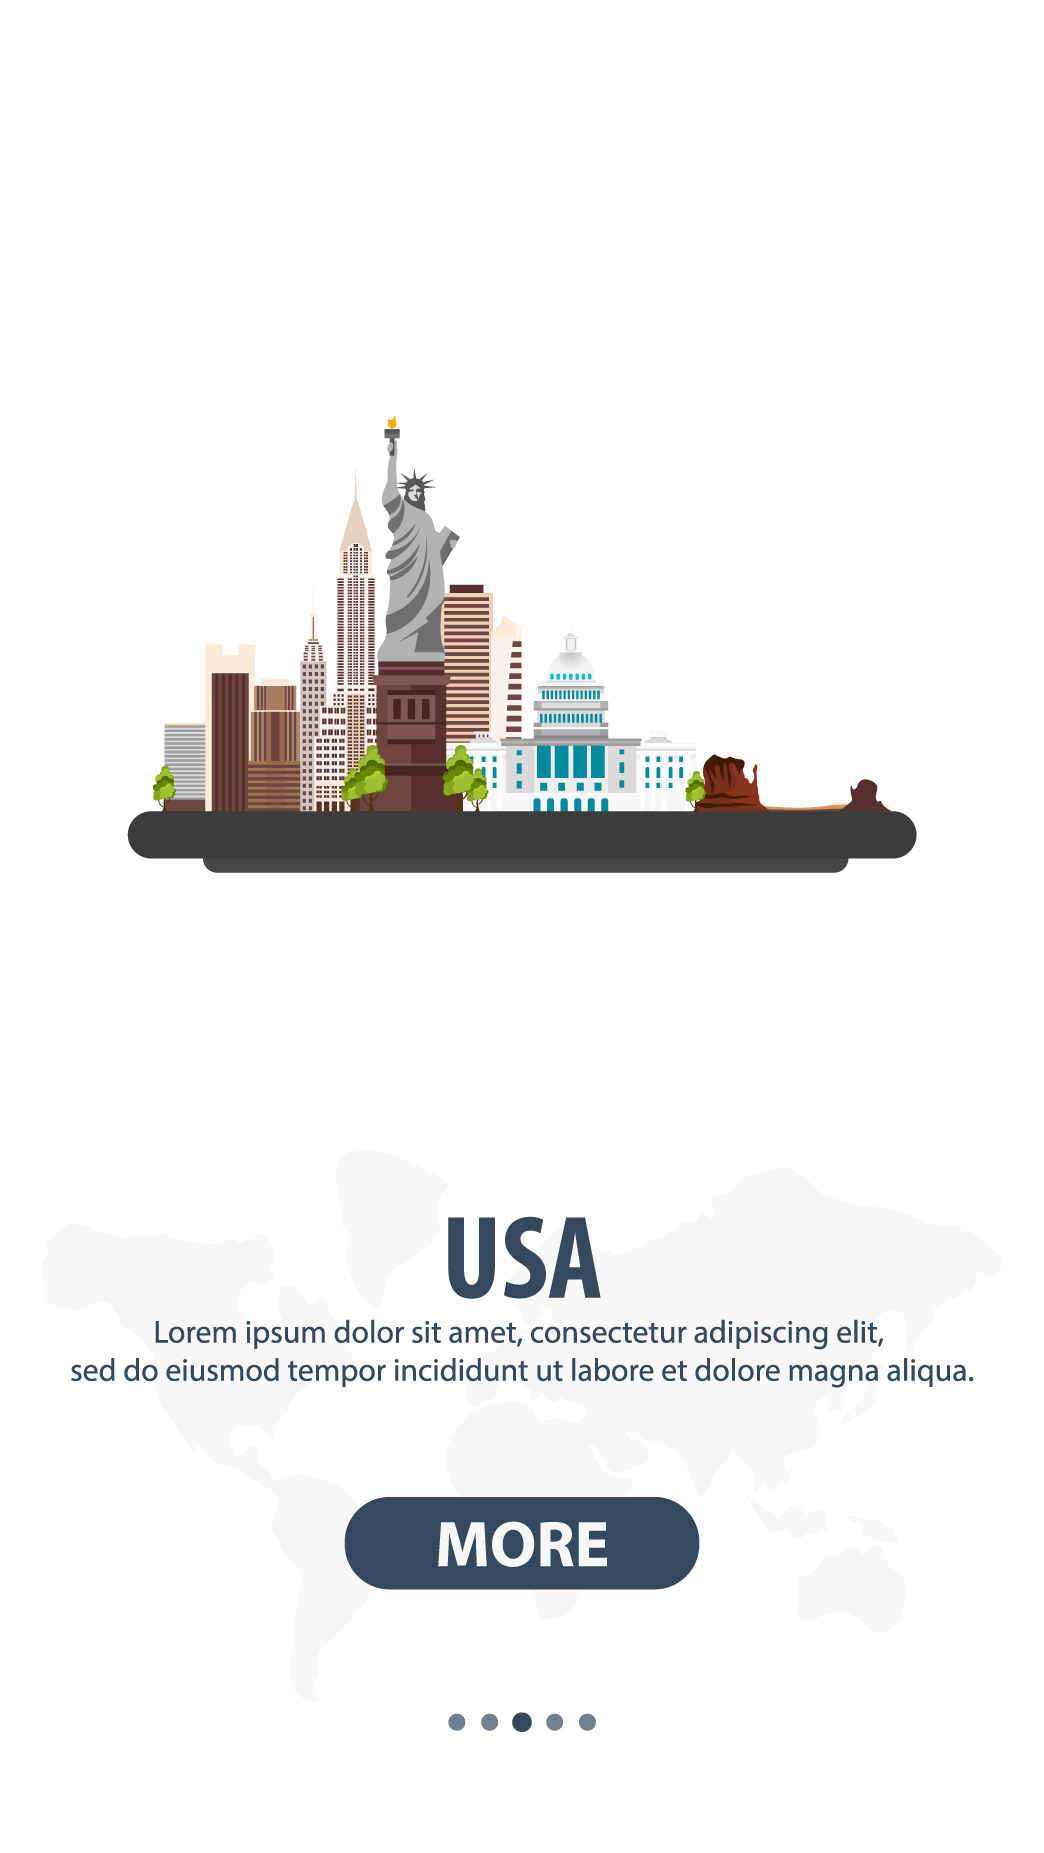 USA
Lorem ipsum dolor sit amet, consectetur adipiscing elit,
sed do eiusmod tempor incididunt ut labore et dolore magna aliqua.
MORE